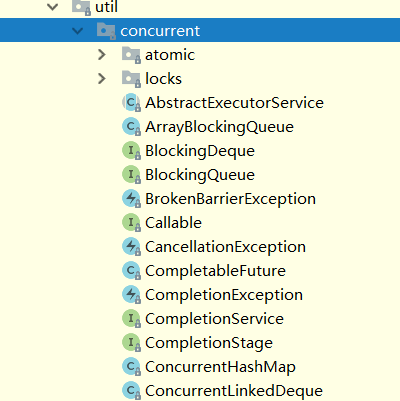 util
concurrent
atomic
locks
AbstractExecutorService
ArrayBlockingQueue
BlockingDeque
BlockingQueue
BrokenBarrierException
Callable
CancellationException
CompletableFuture
CompletionException
CompletionService
CompletionStage
ConcurrentHashMap
ConcurrentLinkedDeque